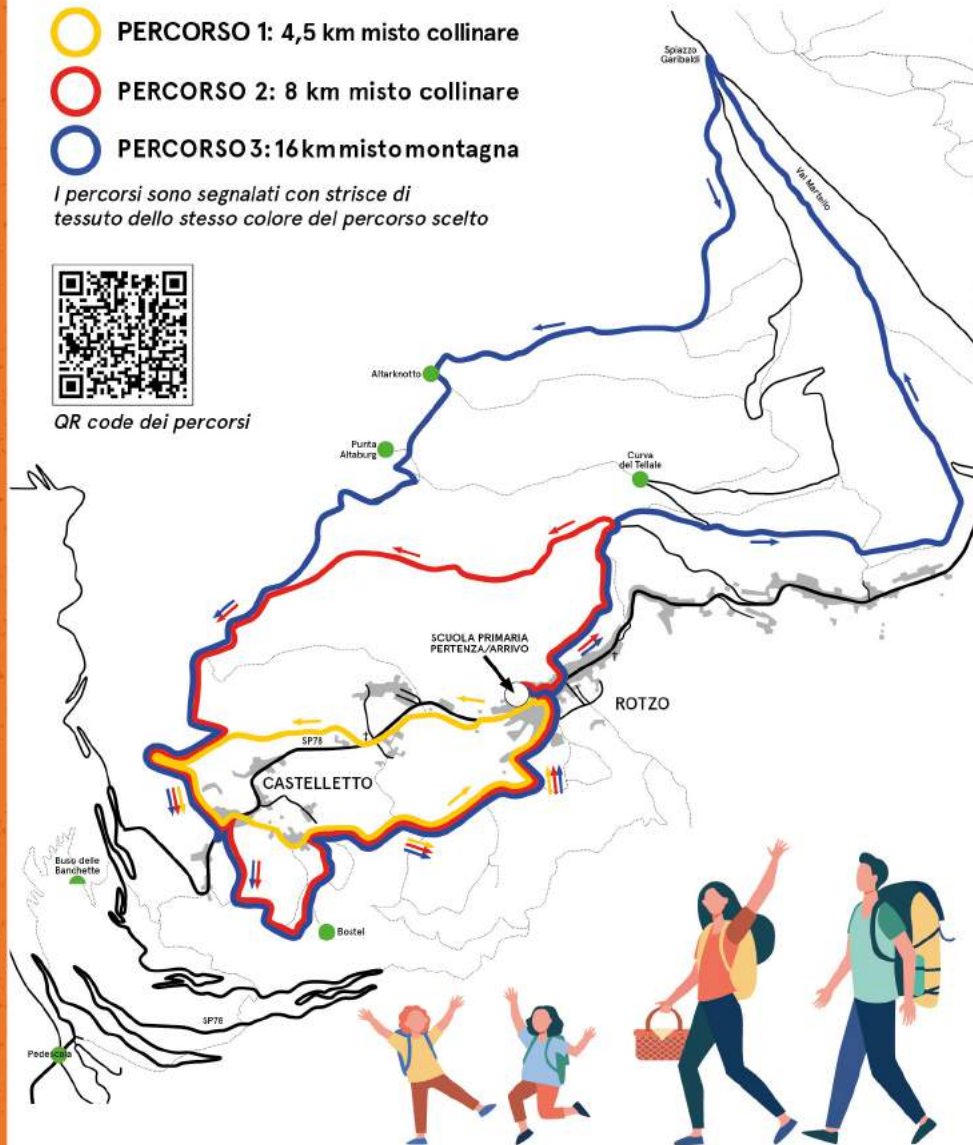 PERCORSO 1: 4,5 km misto collinare
PERCORSO 2: 8 km misto collinare
PERCORSO 3: 16 km misto montagna
I percorsi sono segnalati con strisce di
tessuto dello stesso colore del percorso scelto
QR code dei percorsi
Spiazzo
Garibaldi
Val Martello
Altarknotto
Punta
Altaburg
Curva
del Tellale
SCUOLA PRIMARIA
PERTENZA/ARRIVO
ROTZO
SP78
CASTELLETTO
Buso delle
Banchette
Bostel
SP78
Pedescala